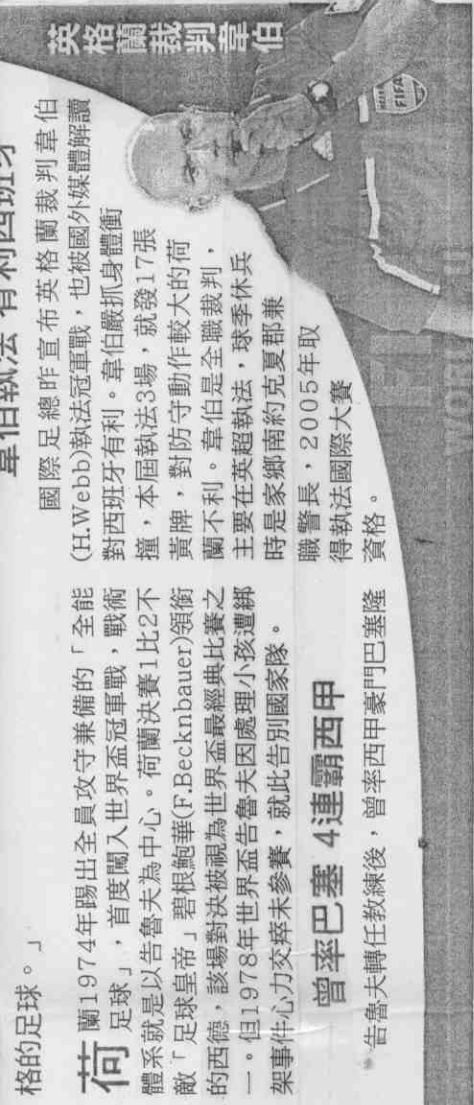 格的足球。」
荷蘭1974年踢出全員攻守兼備的「全能
足球」，首度闖入世界盃冠軍戰，戰術
體系就是以告魯夫為中心。荷蘭決賽1比2不
敵「足球皇帝」碧根鮑華(F.Becknbauer)領銜
的西德，該場對決被視為世界盃最經典比賽之
一。但1978年世界盃告魯夫因處理小孩遭綁
架事件心力交瘁未參賽，就此告別國家隊。
曾率巴塞 4連霸西甲
告魯夫轉任教練後，曾率西甲豪門巴塞隆
韋伯執法 有利西班牙
國際足總昨宣布英格蘭裁判韋伯
(H.Webb)執法冠軍戰，也被國外媒體解讀
對西班牙有利。韋伯嚴抓身體衝
撞，本屆執法3場，就發17張
黃牌，對防守動作較大的荷
蘭不利。韋伯是全職裁判，
主要在英超執法，球季休兵
時是家鄉南約克夏郡兼
職警長，2005年取
得執法國際大賽
資格。
英格蘭裁判韋伯
FIFA
WORLD